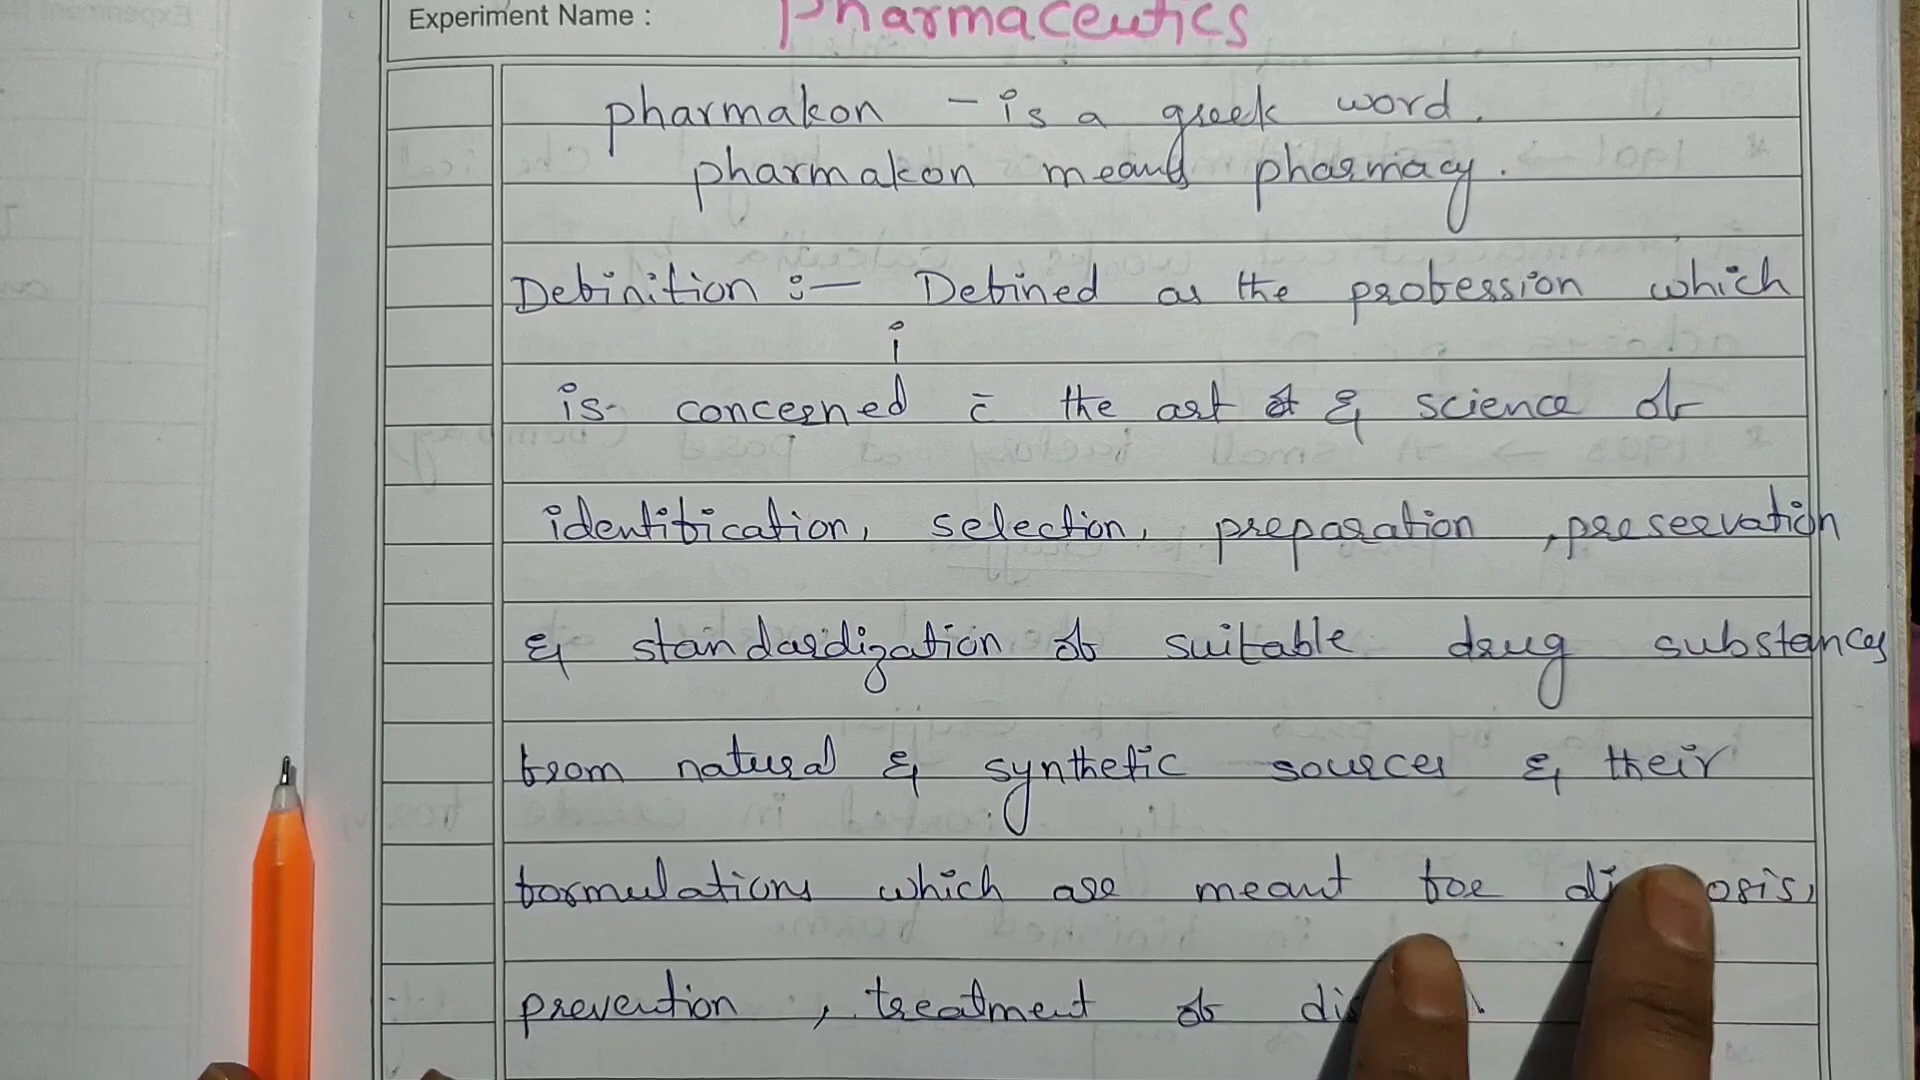 Experiment Name : Pharmaceutics
pharmakon - is a greek word.
pharmakon means pharmacy.
Definition :- Defined as the profession which
is concerned c̄ the art & science of
identification, selection, preparation, preservation
& standardization of suitable drug substances
from natural & synthetic sources & their
formulations which are meant for
prevention, treatment of